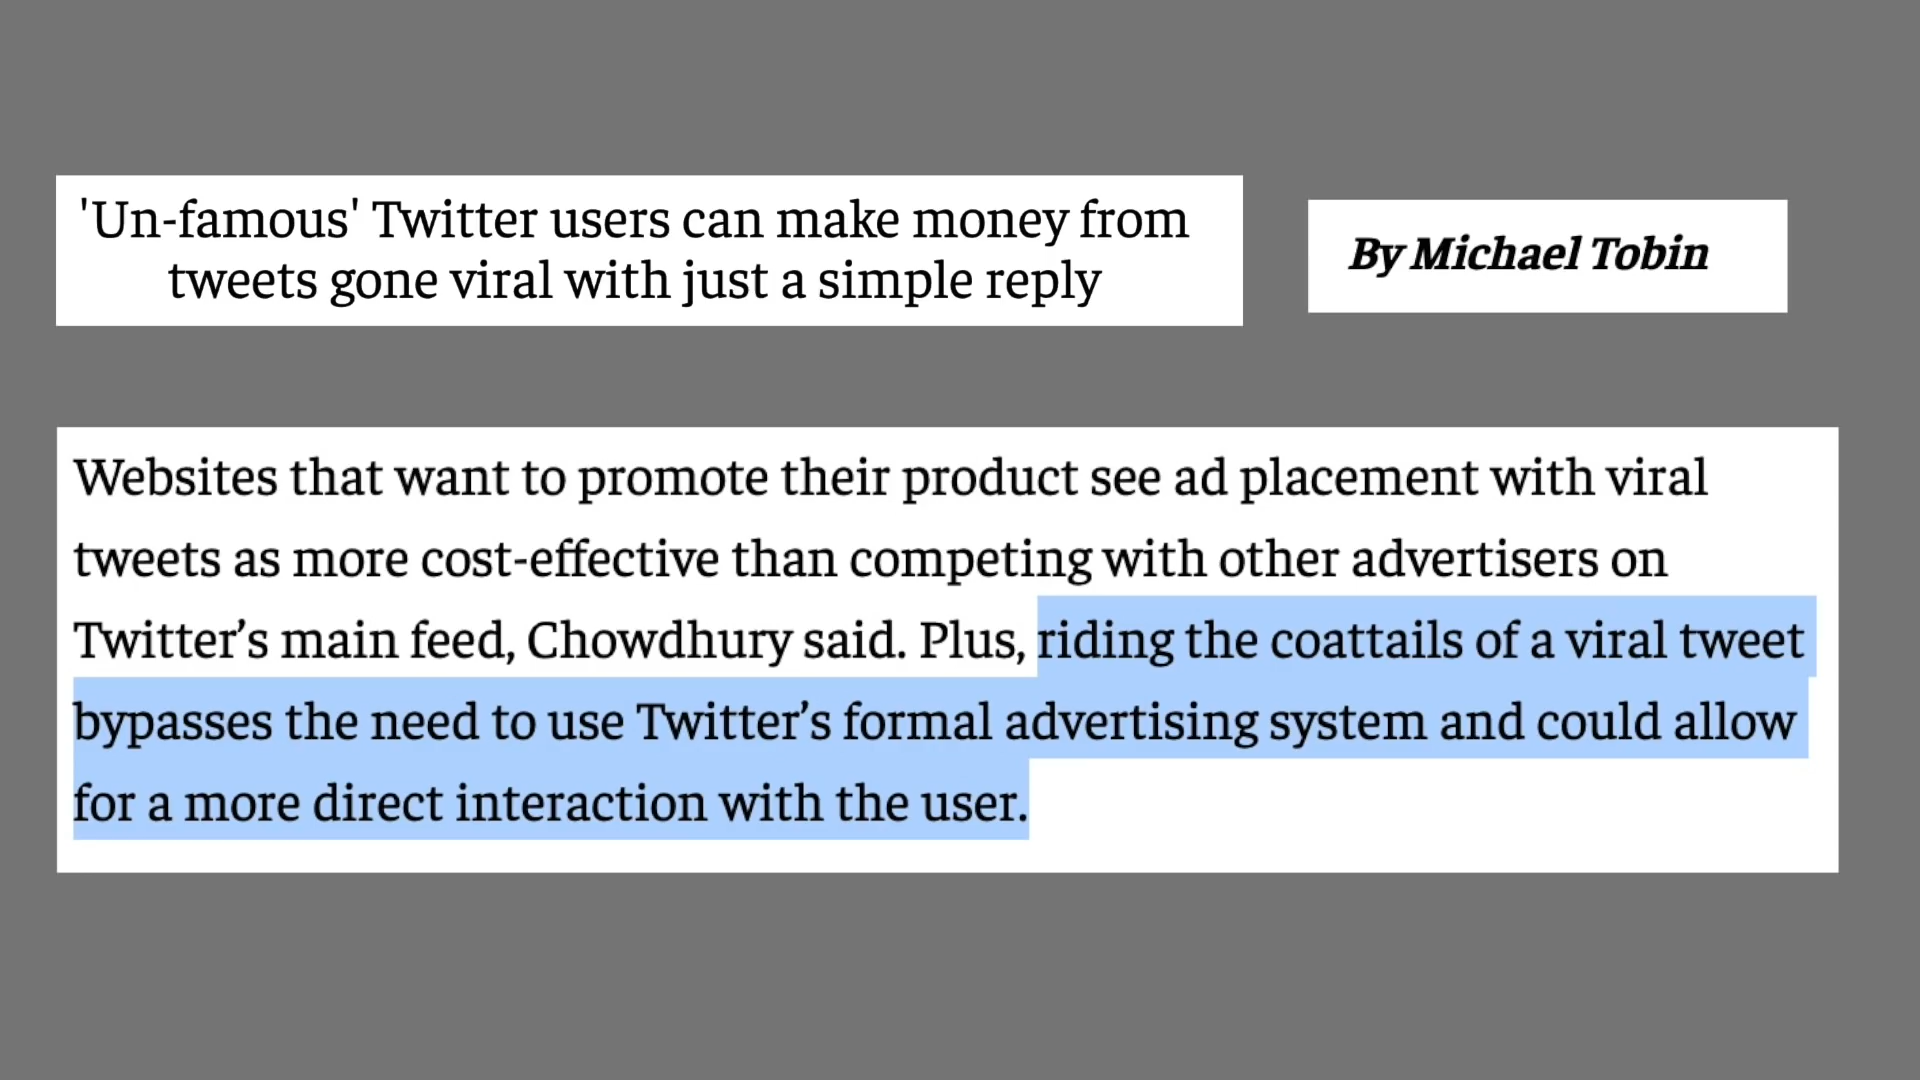 'Un-famous' Twitter users can make money from
tweets gone viral with just a simple reply
By Michael Tobin
Websites that want to promote their product see ad placement with viral
tweets as more cost-effective than competing with other advertisers on
Twitter’s main feed, Chowdhury said. Plus, riding the coattails of a viral tweet
bypasses the need to use Twitter’s formal advertising system and could allow
for a more direct interaction with the user.